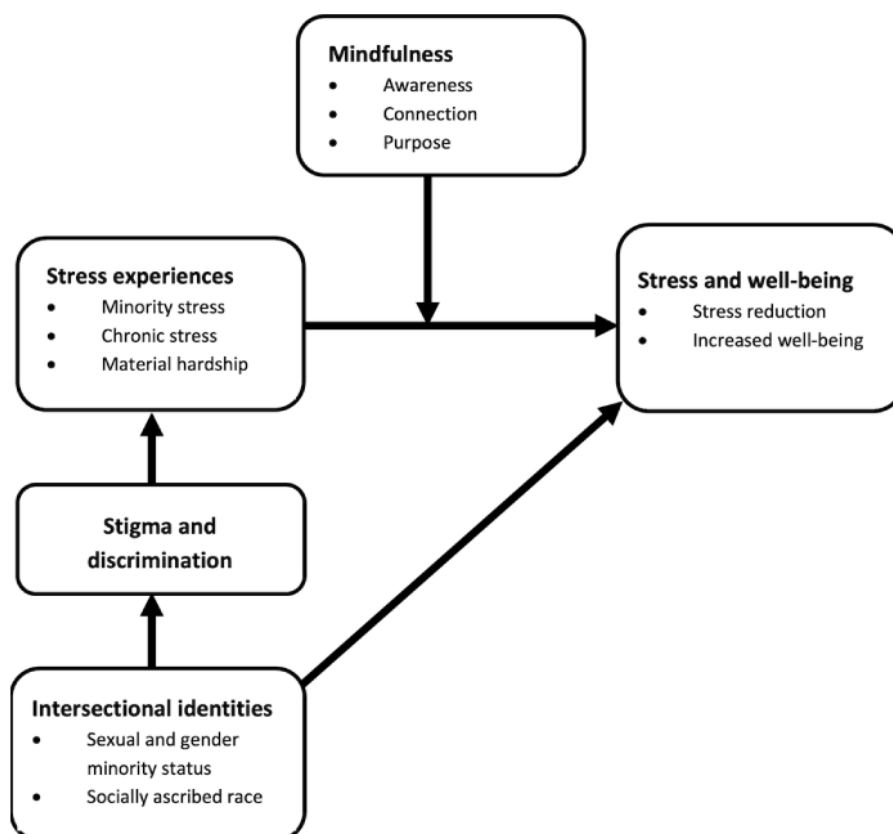 Mindfulness
• Awareness
• Connection
• Purpose
Stress experiences
• Minority stress
• Chronic stress
• Material hardship
Stress and well-being
• Stress reduction
• Increased well-being
Stigma and
discrimination
Intersectional identities
• Sexual and gender
minority status
• Socially ascribed race